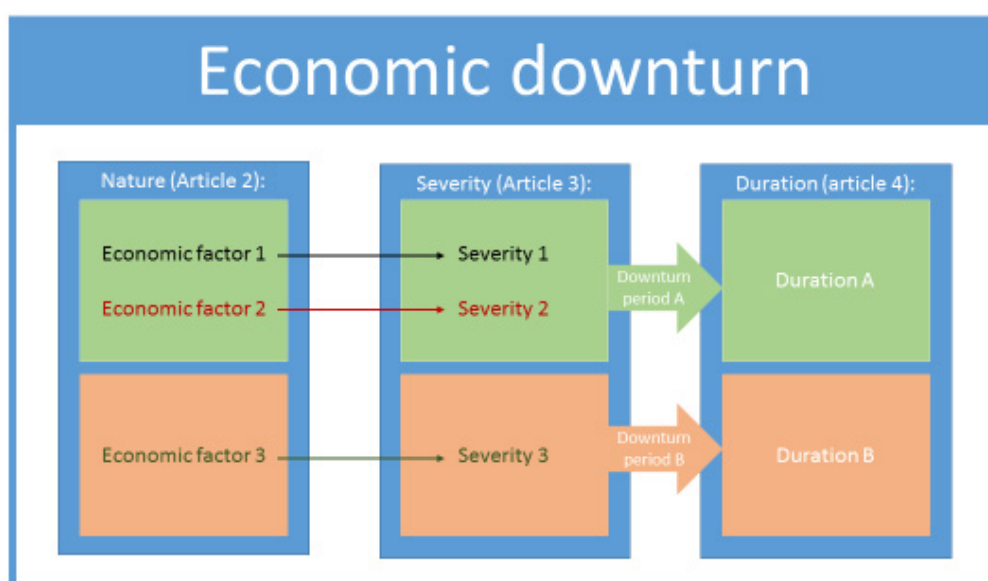 Economic downturn
Nature (Article 2):
Severity (Article 3):
Duration (article 4):
Economic factor 1
Severity 1
Economic factor 2
Severity 2
Downturn
period A
Duration A
Economic factor 3
Severity 3
Downturn
period B
Duration B